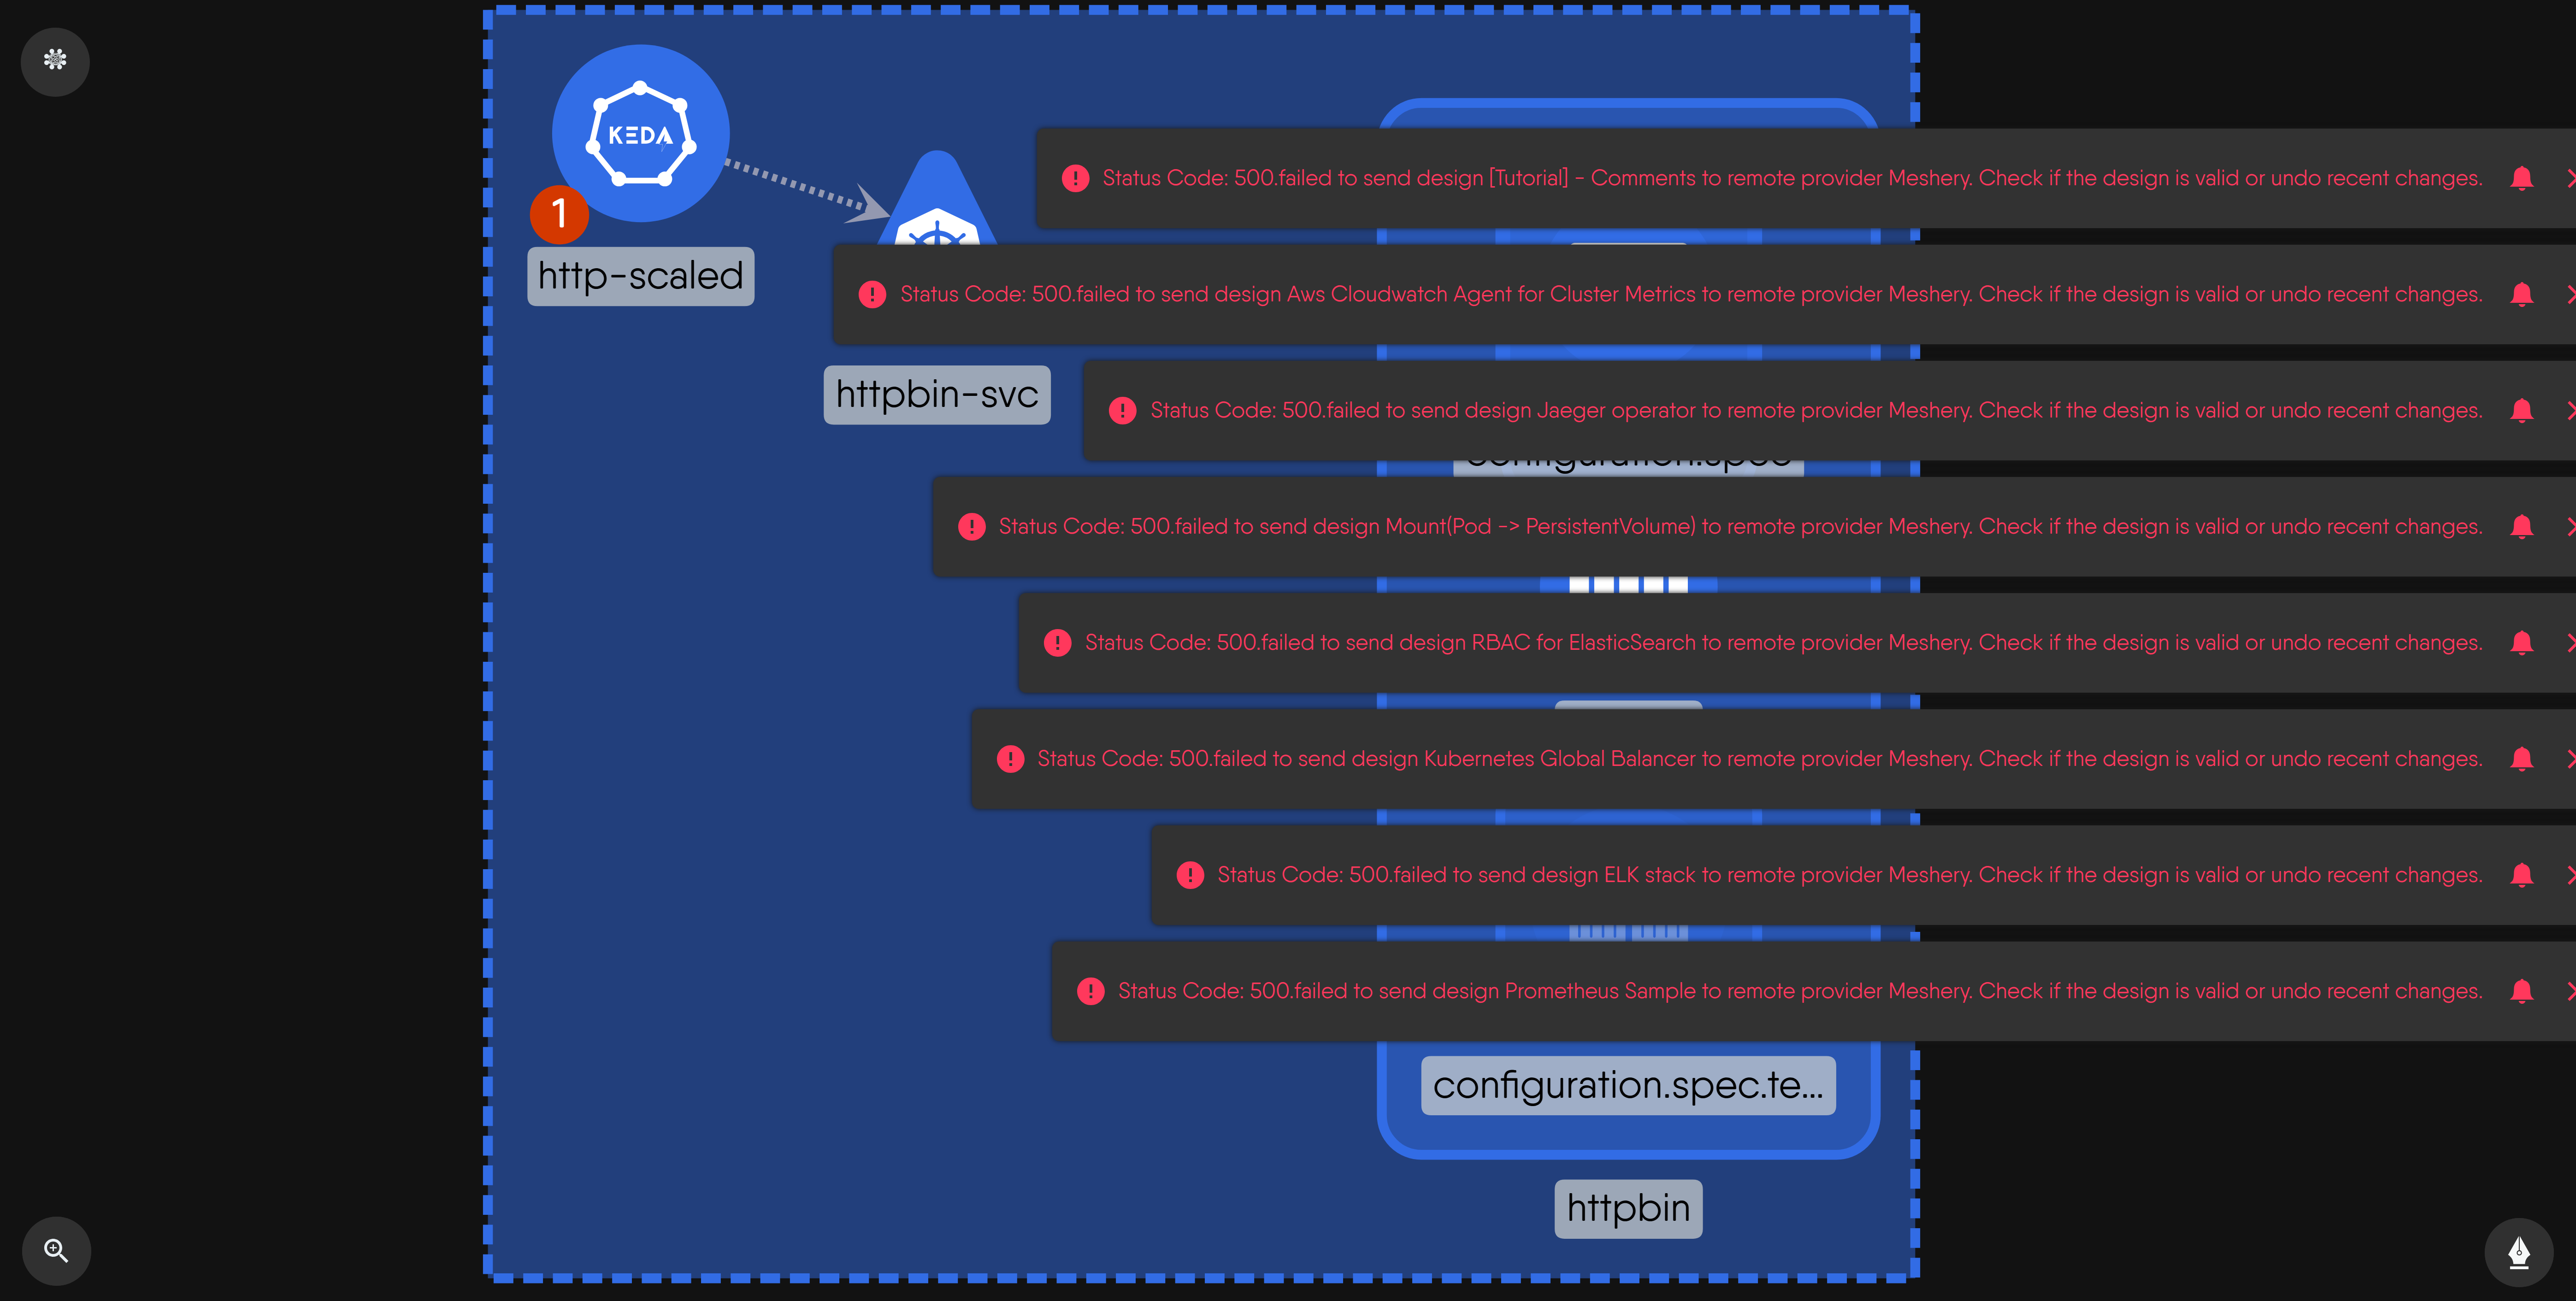 KEDA
1
http-scaled
Status Code: 500.failed to send design [Tutorial] - Comments to remote provider Meshery. Check if the design is valid or undo recent changes.
Status Code: 500.failed to send design Aws Cloudwatch Agent for Cluster Metrics to remote provider Meshery. Check if the design is valid or undo recent changes.
httpbin-svc
Status Code: 500.failed to send design Jaeger operator to remote provider Meshery. Check if the design is valid or undo recent changes.
configuration.spec
Status Code: 500.failed to send design Mount(Pod -> PersistentVolume) to remote provider Meshery. Check if the design is valid or undo recent changes.
Status Code: 500.failed to send design RBAC for ElasticSearch to remote provider Meshery. Check if the design is valid or undo recent changes.
Status Code: 500.failed to send design Kubernetes Global Balancer to remote provider Meshery. Check if the design is valid or undo recent changes.
Status Code: 500.failed to send design ELK stack to remote provider Meshery. Check if the design is valid or undo recent changes.
Status Code: 500.failed to send design Prometheus Sample to remote provider Meshery. Check if the design is valid or undo recent changes.
configuration.spec.te...
httpbin